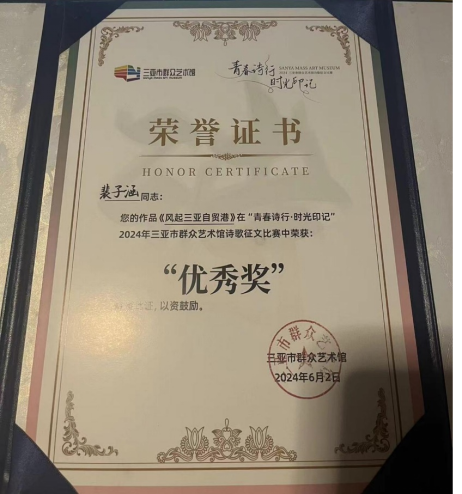 三亚市群众艺术馆
SANYA MASS ART MUSEUM
青春诗行
时光印记
荣誉证书
HONOR CERTIFICATE
裴子涵同志：
您的作品《风起三亚自贸港》在“青春诗行·时光印记”
2024年三亚市群众艺术馆诗歌征文比赛中荣获：
“优秀奖”
以资鼓励。
三亚市群众艺术馆
2024年6月2日